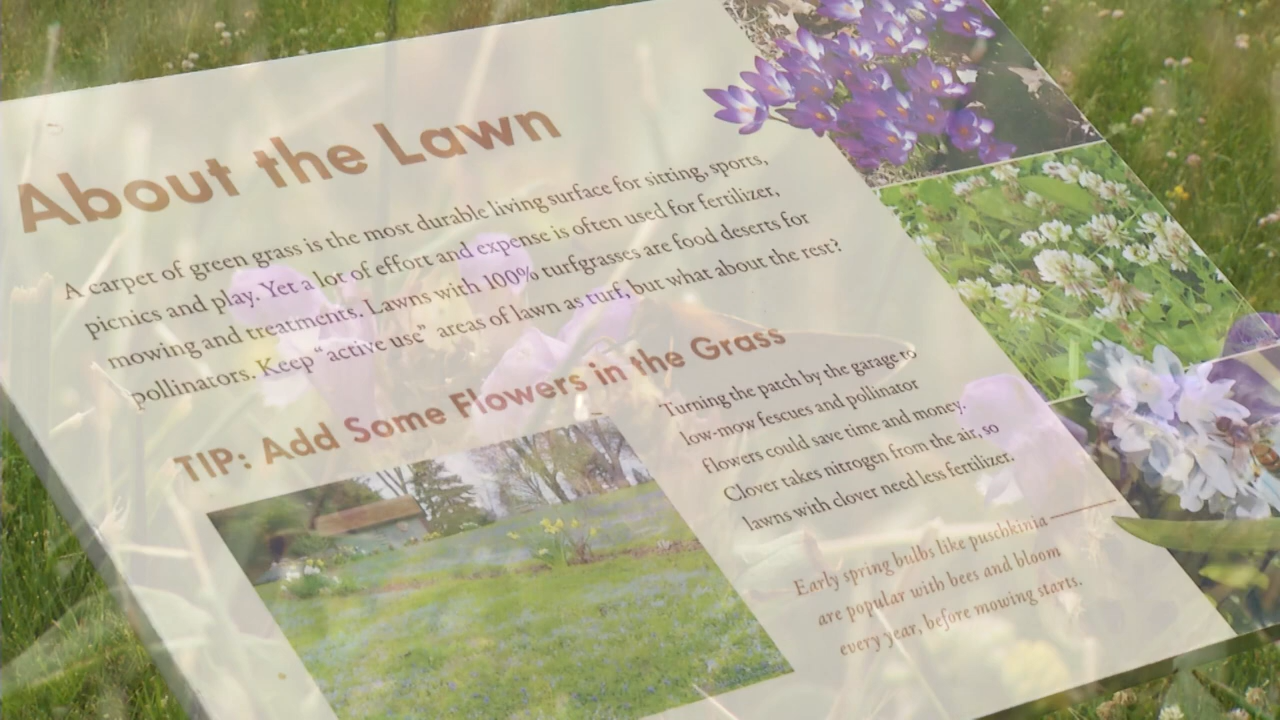 About the Lawn
A carpet of green grass is the most durable living surface for sitting, sports,
picnics and play. Yet a lot of effort and expense is often used for fertilizer,
mowing and treatments. Lawns with 100% turfgrasses are food deserts for
pollinators. Keep "active use" areas of lawn as turf, but what about the rest?
TIP: Add Some Flowers in the Grass
Turning the patch by the garage to
low-mow fescues and pollinator
flowers could save time and money.
Clover takes nitrogen from the air, so
lawns with clover need less fertilizer.
Early spring bulbs like puschkinia
are popular with bees and bloom
every year, before mowing starts.